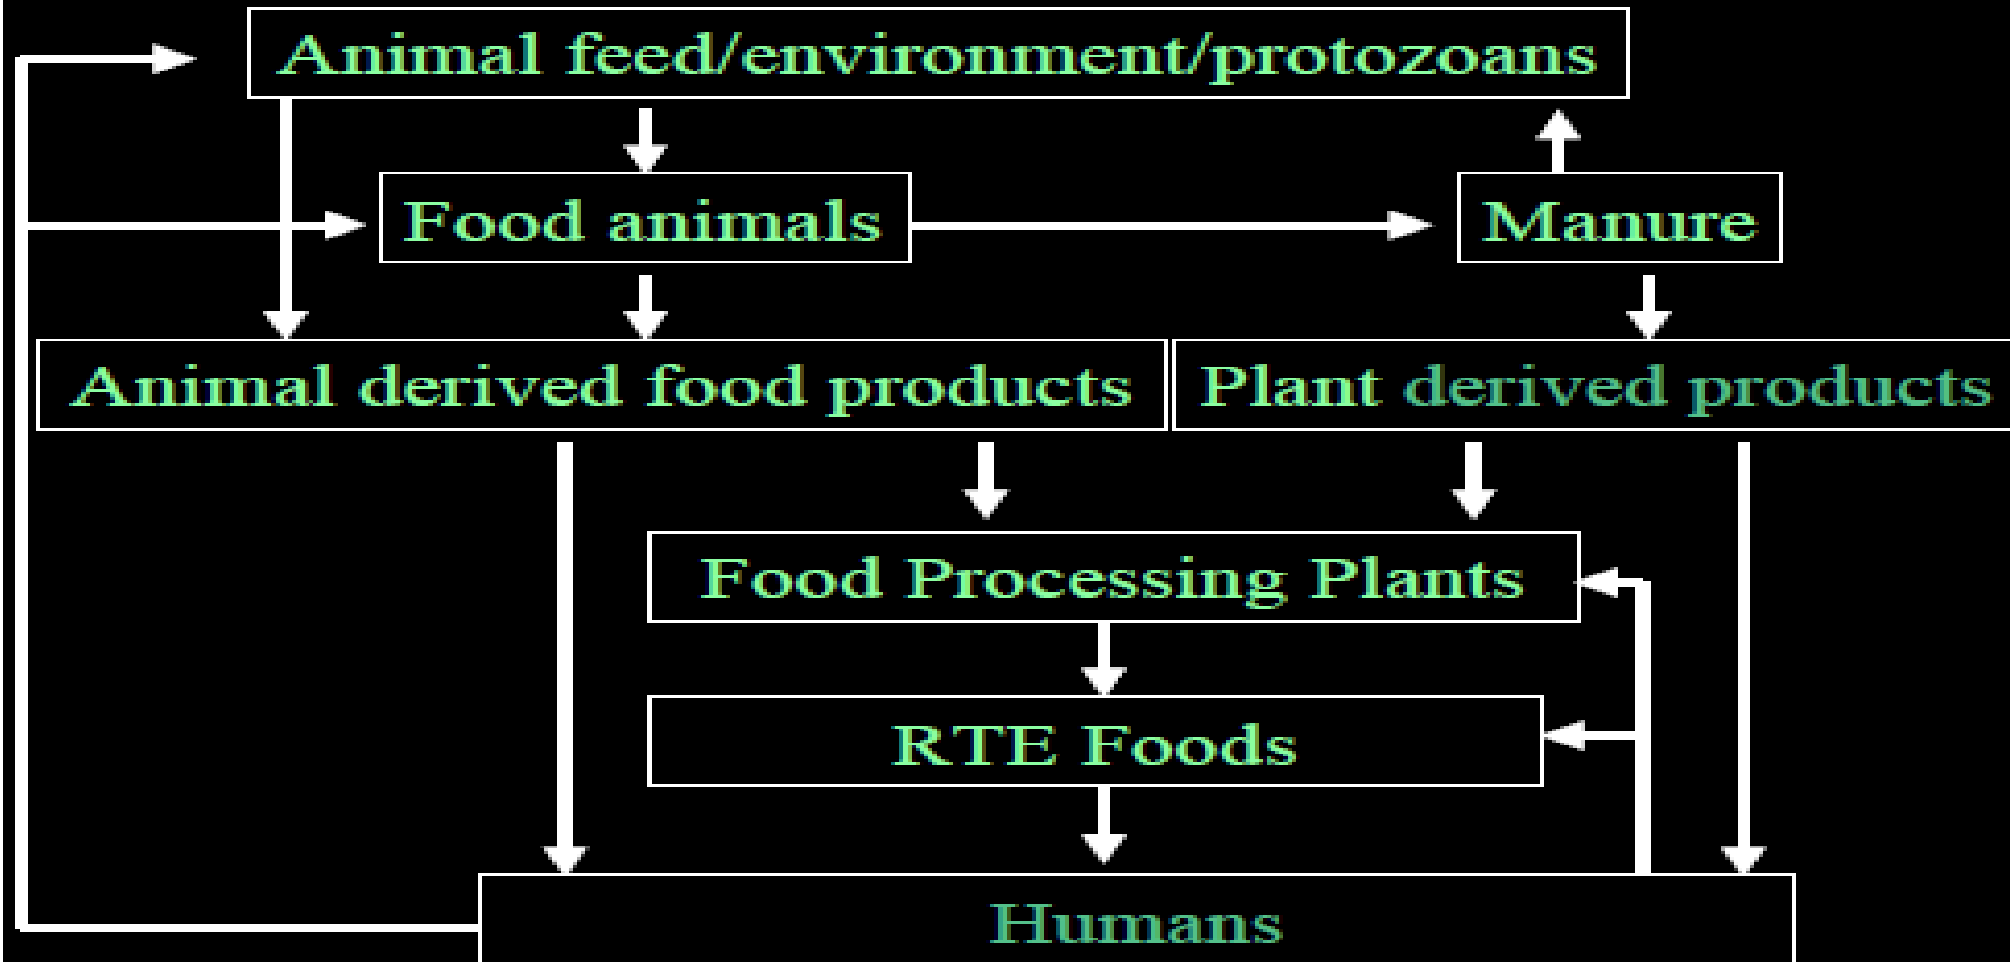 Animal feed/environment/protozoans
Food animals
Manure
Animal derived food products
Plant derived products
Food Processing Plants
RTE Foods
Humans